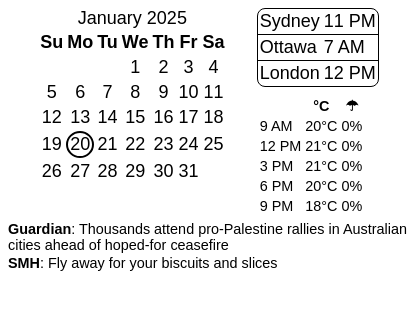 January 2025
Su Mo Tu We Th Fr Sa
1 2 3 4
5 6 7 8 9 10 11
12 13 14 15 16 17 18
19 20 21 22 23 24 25
26 27 28 29 30 31
Sydney 11 PM
Ottawa 7 AM
London 12 PM
°C ☂
9 AM 20°C 0%
12 PM 21°C 0%
3 PM 21°C 0%
6 PM 20°C 0%
9 PM 18°C 0%
Guardian: Thousands attend pro-Palestine rallies in Australian
cities ahead of hoped-for ceasefire
SMH: Fly away for your biscuits and slices